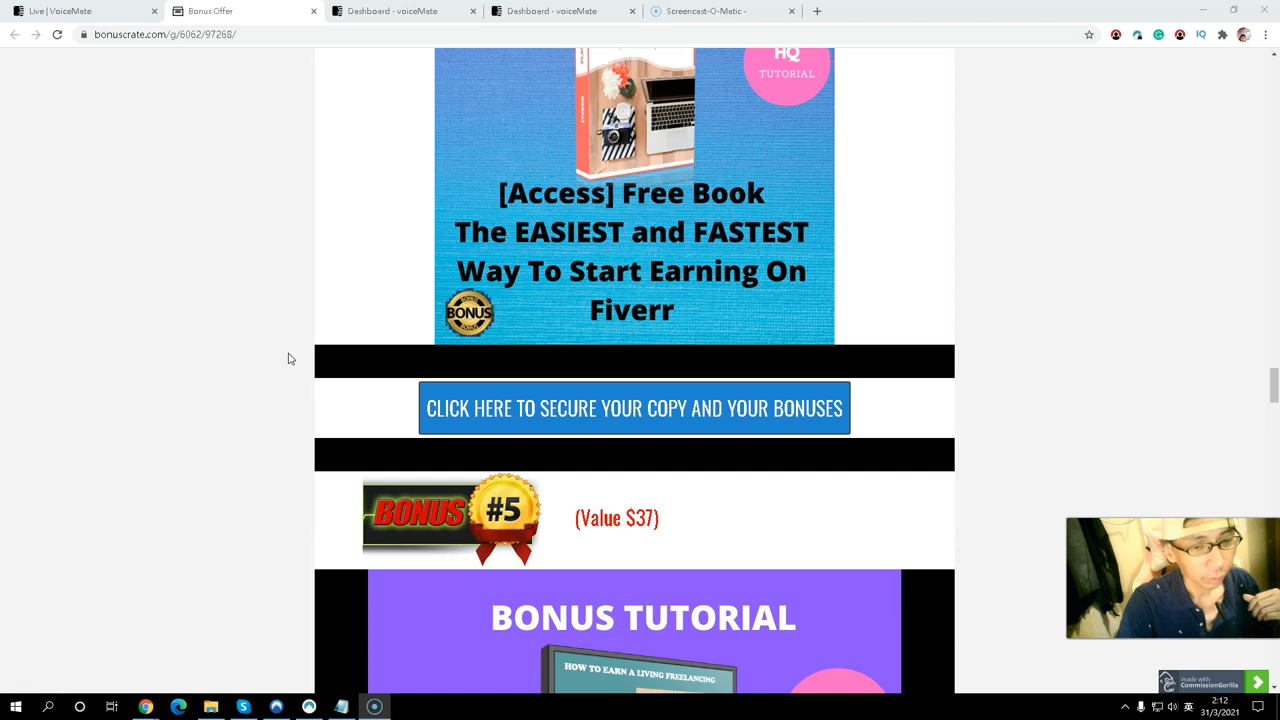 Live | VoiceMate
Bonus Offer
Dashboard - voiceMate
Dashboard - voiceMate
Screencast-O-Matic -
bonuscrate.com/g/6062/97268/
IQ
HQ
TUTORIAL
FIVERR
[Access] Free Book
The EASIEST and FASTEST
Way To Start Earning On
Fiverr
BONUS
CLICK HERE TO SECURE YOUR COPY AND YOUR BONUSES
BONUS #5
(Value $37)
BONUS TUTORIAL
HOW TO EARN A LIVING FREELANCING
made with
CommissionGorilla
英
2:12
31/3/2021